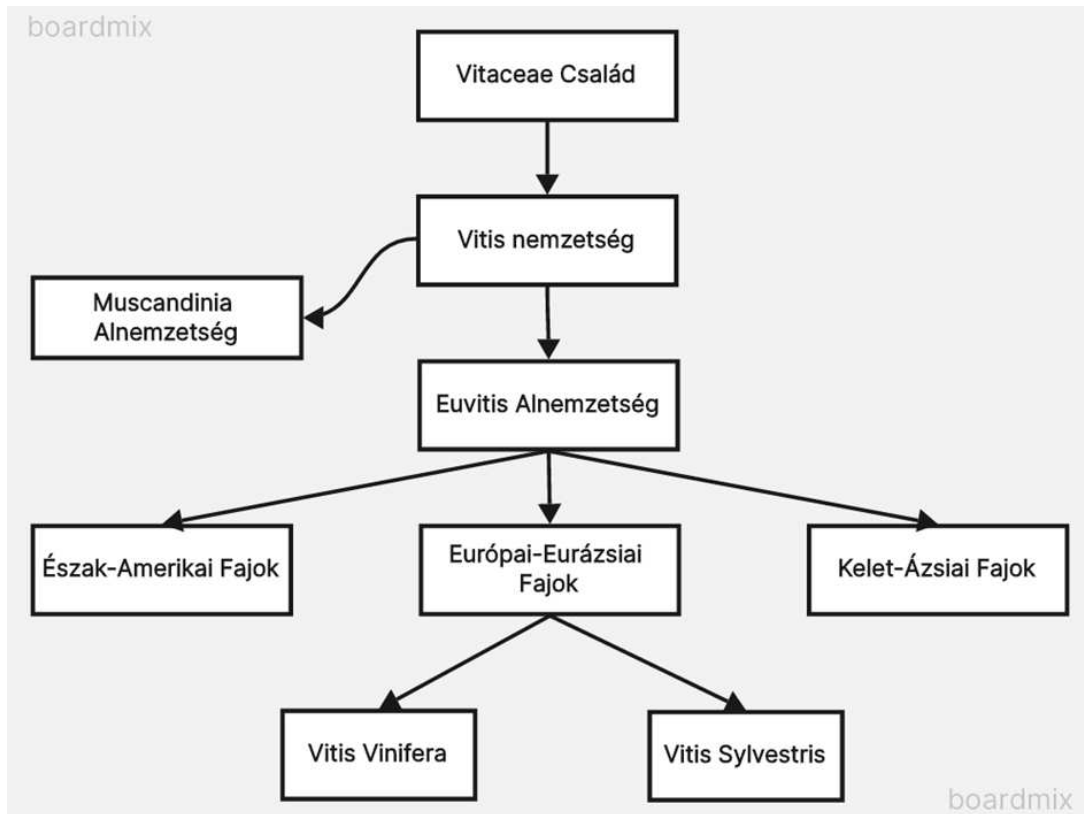 boardmix
Vitaceae Család
Vitis nemzetség
Muscandinia
Alnemzetség
Euvitis Alnemzetség
Észak-Amerikai Fajok
Európai-Eurázsiai
Fajok
Kelet-Ázsiai Fajok
Vitis Vinifera
Vitis Sylvestris
boardmix